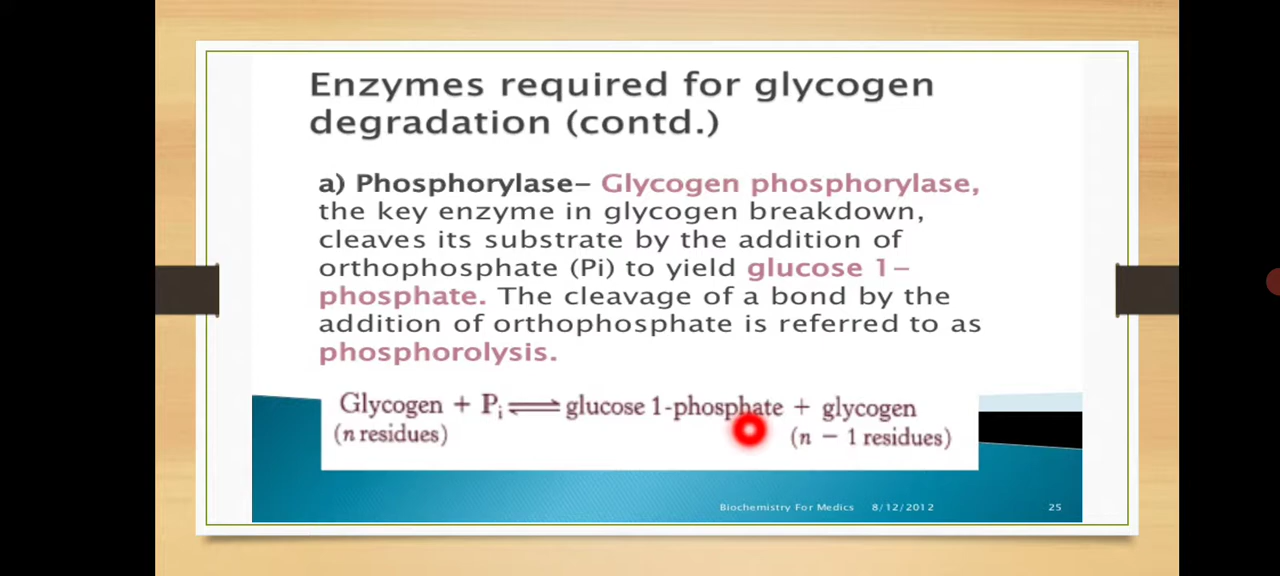 Enzymes required for glycogen
degradation (contd.)
a) Phosphorylase– Glycogen phosphorylase,
the key enzyme in glycogen breakdown,
cleaves its substrate by the addition of
orthophosphate (Pi) to yield glucose 1–
phosphate. The cleavage of a bond by the
addition of orthophosphate is referred to as
phosphorolysis.
Glycogen + Pi ⇌ glucose 1-phosphate + glycogen
(n residues) (n − 1 residues)
Biochemistry For Medics 8/12/2012 25